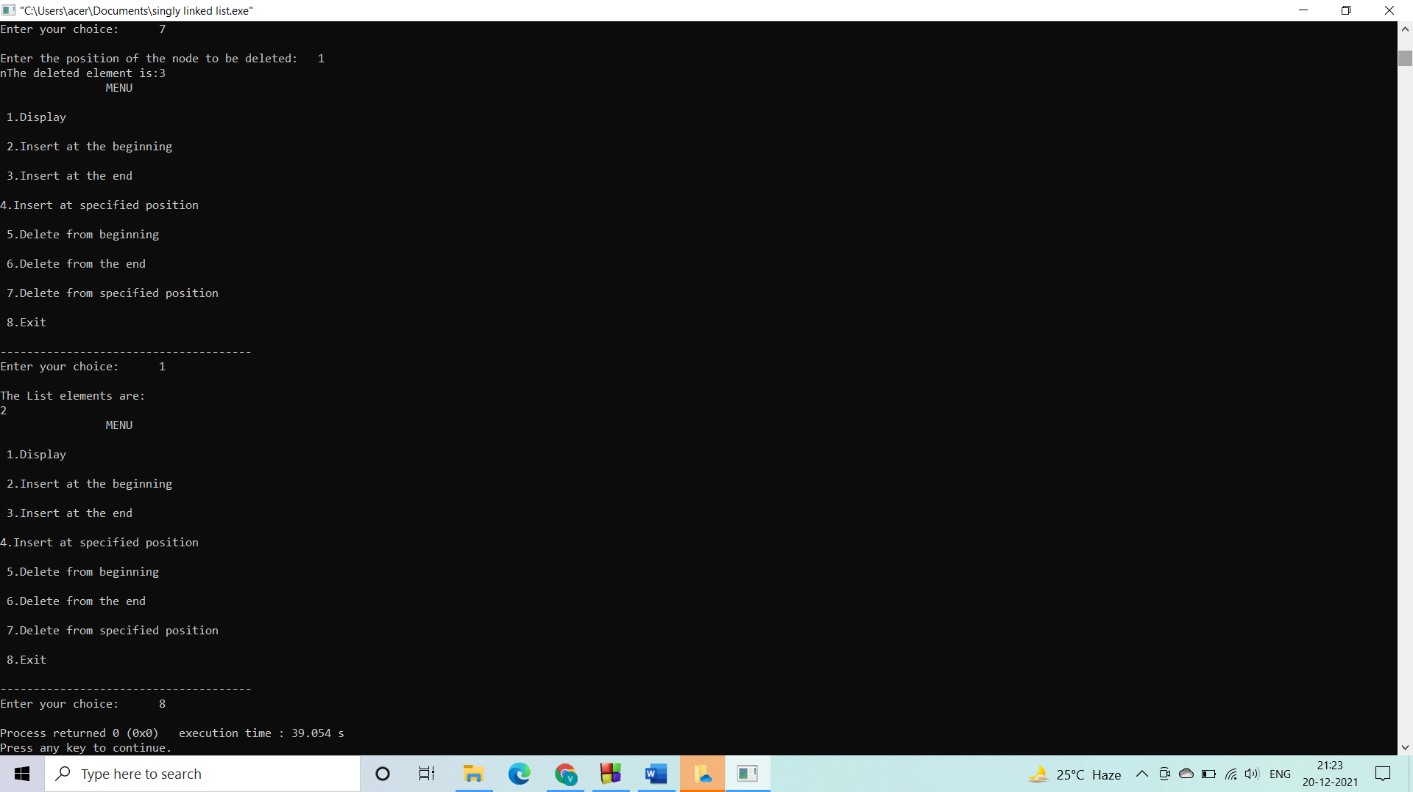 "C:\Users\acer\Documents\singly linked list.exe"
Enter your choice: 7
Enter the position of the node to be deleted: 1
nThe deleted element is:3
MENU
1.Display
2.Insert at the beginning
3.Insert at the end
4.Insert at specified position
5.Delete from beginning
6.Delete from the end
7.Delete from specified position
8.Exit
--------------------------------------
Enter your choice: 1
The List elements are:
2
MENU
1.Display
2.Insert at the beginning
3.Insert at the end
4.Insert at specified position
5.Delete from beginning
6.Delete from the end
7.Delete from specified position
8.Exit
--------------------------------------
Enter your choice: 8
Process returned 0 (0x0) execution time : 39.054 s
Press any key to continue.
Type here to search
25°C Haze
ENG
21:23
20-12-2021